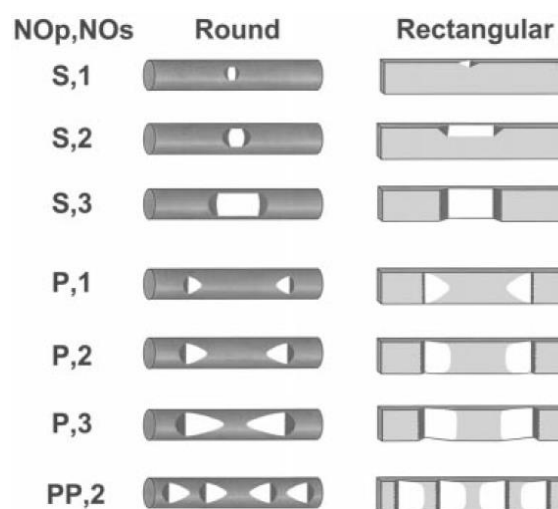 NOp,NOs Round Rectangular
S,1
S,2
S,3
P,1
P,2
P,3
PP,2